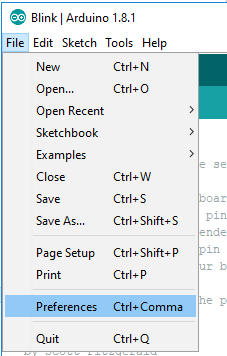 Blink | Arduino 1.8.1
File Edit Sketch Tools Help
New Ctrl+N
Open... Ctrl+O
Open Recent
Sketchbook
Examples
Close Ctrl+W
Save Ctrl+S
Save As... Ctrl+Shift+S
Page Setup Ctrl+Shift+P
Print Ctrl+P
Preferences Ctrl+Comma
Quit Ctrl+Q